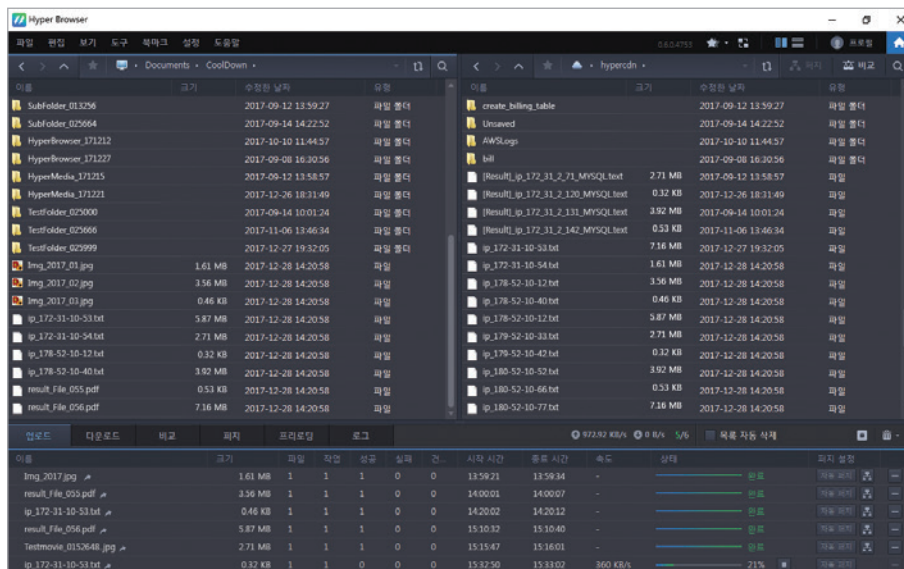 Hyper Browser
파일 편집 보기 도구 북마크 설정 도움말 0.6.0.4753 프로필
Documents • CoolDown •
hypercdn • 퍼지 비교
이름 크기 수정한 날짜 유형
SubFolder_013256 2017-09-12 13:59:27 파일 폴더
SubFolder_025664 2017-09-14 14:22:52 파일 폴더
HyperBrowser_171212 2017-10-10 11:44:57 파일 폴더
HyperBrowser_171227 2017-09-08 16:30:56 파일 폴더
HyperMedia_171215 2017-09-12 13:58:57 파일 폴더
HyperMedia_171221 2017-12-26 18:31:49 파일 폴더
TestFolder_025000 2017-09-14 10:01:24 파일 폴더
TestFolder_025666 2017-11-06 13:46:34 파일 폴더
TestFolder_025999 2017-12-27 19:32:05 파일 폴더
Img_2017_01.jpg 1.61 MB 2017-12-28 14:20:58 파일
Img_2017_02.jpg 3.56 MB 2017-12-28 14:20:58 파일
Img_2017_03.jpg 0.46 KB 2017-12-28 14:20:58 파일
ip_172-31-10-53.txt 5.87 MB 2017-12-28 14:20:58 파일
ip_172-31-10-54.txt 2.71 MB 2017-12-28 14:20:58 파일
ip_178-52-10-12.txt 0.32 KB 2017-12-28 14:20:58 파일
ip_178-52-10-40.txt 3.92 MB 2017-12-28 14:20:58 파일
result_File_055.pdf 0.53 KB 2017-12-28 14:20:58 파일
result_File_056.pdf 7.16 MB 2017-12-28 14:20:58 파일
이름 크기 수정한 날짜 유형
create_billing_table 2017-09-12 13:59:27 파일 폴더
Unsaved 2017-09-14 14:22:52 파일 폴더
AWSLogs 2017-10-10 11:44:57 파일 폴더
bill 2017-09-08 16:30:56 파일 폴더
[Result]_ip_172_31_2_71_MYSQL.text 2.71 MB 2017-09-12 13:58:57 파일
[Result]_ip_172_31_2_120_MYSQL.text 0.32 KB 2017-12-26 18:31:49 파일
[Result]_ip_172_31_2_131_MYSQL.text 3.92 MB 2017-09-14 10:01:24 파일
[Result]_ip_172_31_2_142_MYSQL.text 0.53 KB 2017-11-06 13:46:34 파일
ip_172-31-10-53.txt 7.16 MB 2017-12-27 19:32:05 파일
ip_172-31-10-54.txt 1.61 MB 2017-12-28 14:20:58 파일
ip_178-52-10-12.txt 3.56 MB 2017-12-28 14:20:58 파일
ip_178-52-10-40.txt 0.46 KB 2017-12-28 14:20:58 파일
ip_178-52-10-12.txt 5.87 MB 2017-12-28 14:20:58 파일
ip_179-52-10-33.txt 2.71 MB 2017-12-28 14:20:58 파일
ip_179-52-10-42.txt 0.32 KB 2017-12-28 14:20:58 파일
ip_180-52-10-52.txt 3.92 MB 2017-12-28 14:20:58 파일
ip_180-52-10-66.txt 0.53 KB 2017-12-28 14:20:58 파일
ip_180-52-10-77.txt 7.16 MB 2017-12-28 14:20:58 파일
업로드 다운로드 비교 퍼지 프리로딩 로그 972.92 KB/s 0 B/s 5/6 목록 자동 삭제
이름 크기 파일 작업 성공 실패 건... 시작 시간 종료 시간 속도 상태 퍼지 설정
Img_2017.jpg 1.61 MB 1 1 1 0 0 13:59:21 13:59:34 - 완료 자동 퍼지
result_File_055.pdf 3.56 MB 1 1 1 0 0 14:00:01 14:00:07 - 완료 자동 퍼지
ip_172-31-10-53.txt 0.46 KB 1 1 1 0 0 14:20:02 14:20:12 - 완료 자동 퍼지
result_File_056.pdf 5.87 MB 1 1 1 0 0 15:10:32 15:10:40 - 완료 자동 퍼지
Testmovie_0152648.jpg 2.71 MB 1 1 1 0 0 15:15:47 15:16:01 - 완료 자동 퍼지
ip_172-31-10-53.txt 0.32 KB 1 1 0 0 0 15:32:50 15:33:02 360 KB/s 21% 자동 퍼지